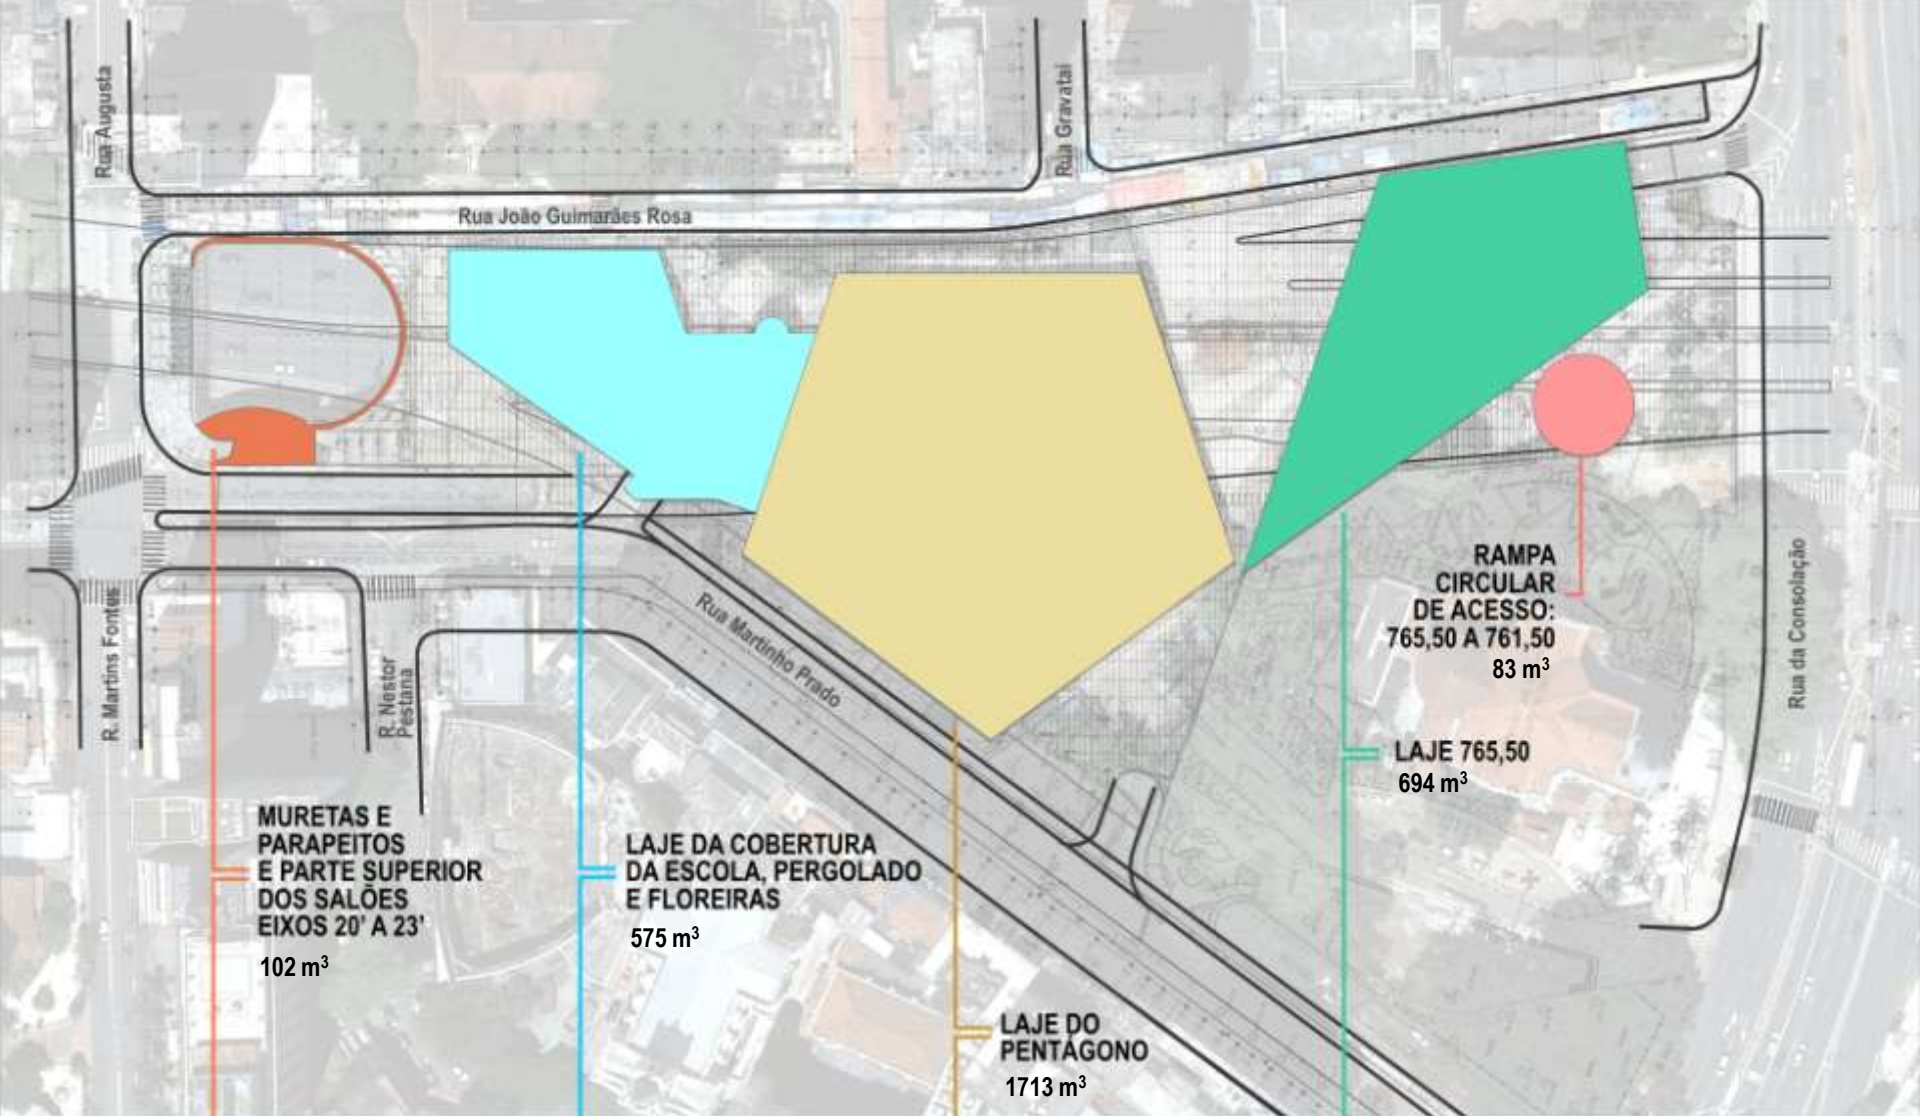 Rua Augusta
Rua Gravataí
Rua João Guimarães Rosa
Rua Martinho Prado
R. Martins Fontes
R. Nestor
Pestana
Rua da Consolação
RAMPA
CIRCULAR
DE ACESSO:
765,50 A 761,50
83 m³
LAJE 765,50
694 m³
MURETAS E
PARAPEITOS
E PARTE SUPERIOR
DOS SALÕES
EIXOS 20' A 23'
102 m³
LAJE DA COBERTURA
DA ESCOLA, PERGOLADO
E FLOREIRAS
575 m³
LAJE DO
PENTÁGONO
1713 m³